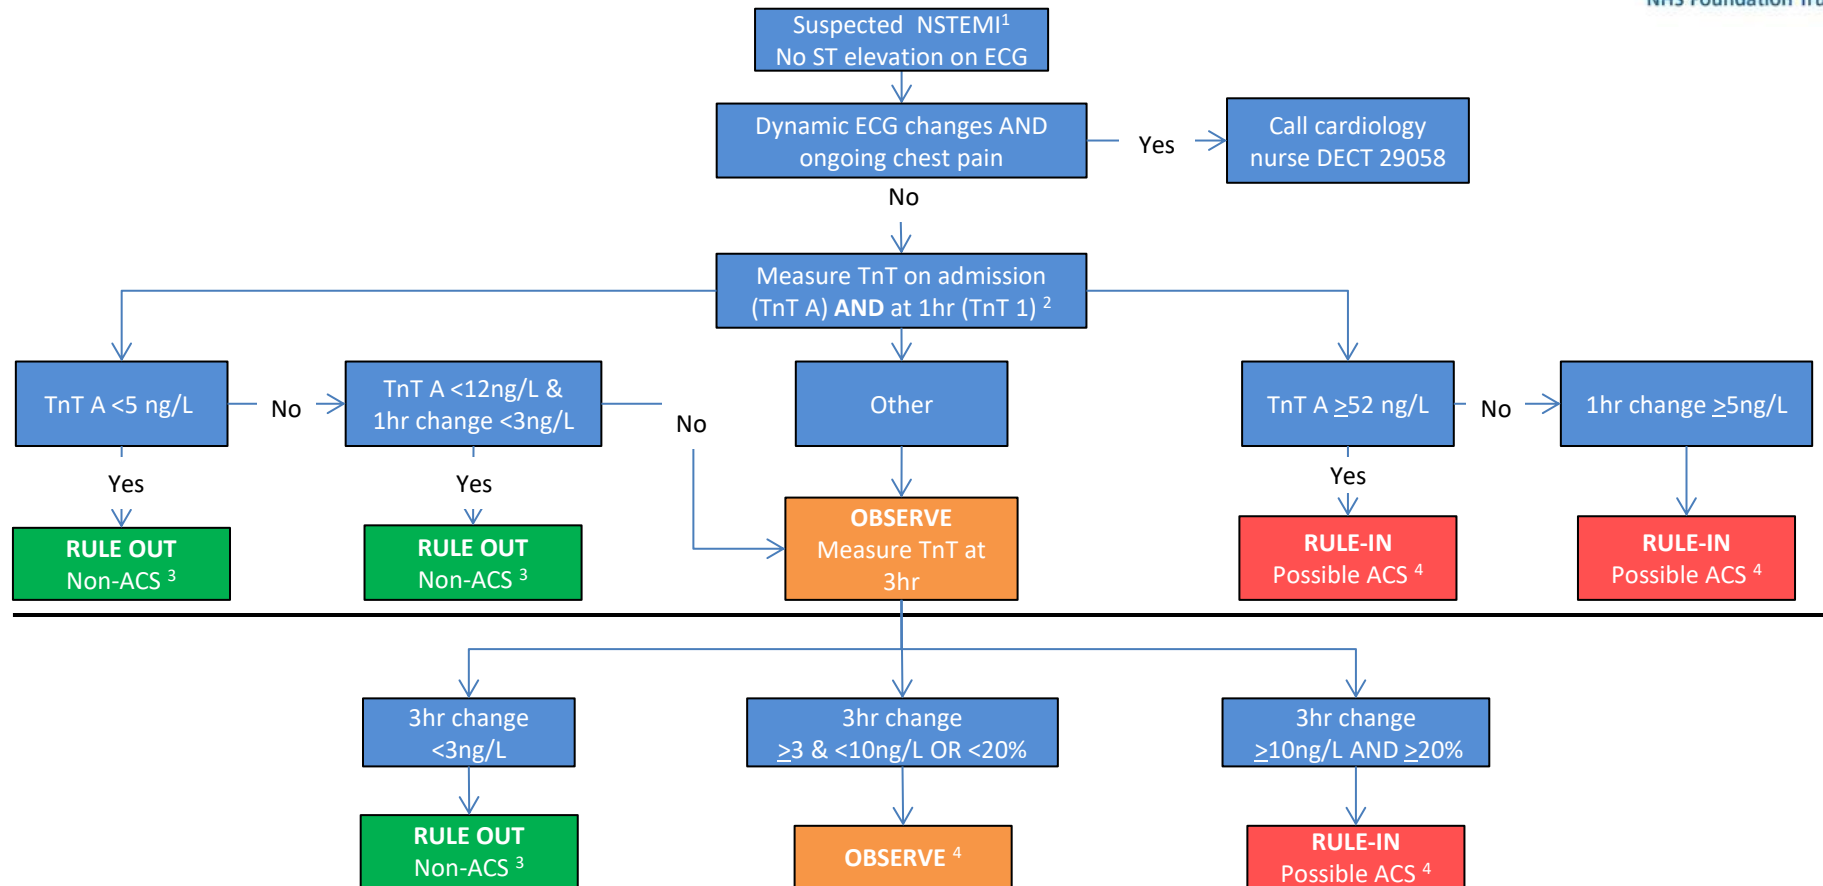 NHS Foundation Tru
Suspected NSTEMI¹
No ST elevation on ECG
Dynamic ECG changes AND
ongoing chest pain
Yes
Call cardiology
nurse DECT 29058
No
Measure TnT on admission
(TnT A) AND at 1hr (TnT 1) ²
TnT A <5 ng/L
No
TnT A <12ng/L &
1hr change <3ng/L
No
Other
TnT A ≥52 ng/L
No
1hr change ≥5ng/L
Yes
Yes
Yes
RULE OUT
Non-ACS ³
RULE OUT
Non-ACS ³
OBSERVE
Measure TnT at
3hr
RULE-IN
Possible ACS ⁴
RULE-IN
Possible ACS ⁴
3hr change
<3ng/L
3hr change
≥3 & <10ng/L OR <20%
3hr change
≥10ng/L AND ≥20%
RULE OUT
Non-ACS ³
OBSERVE ⁴
RULE-IN
Possible ACS ⁴